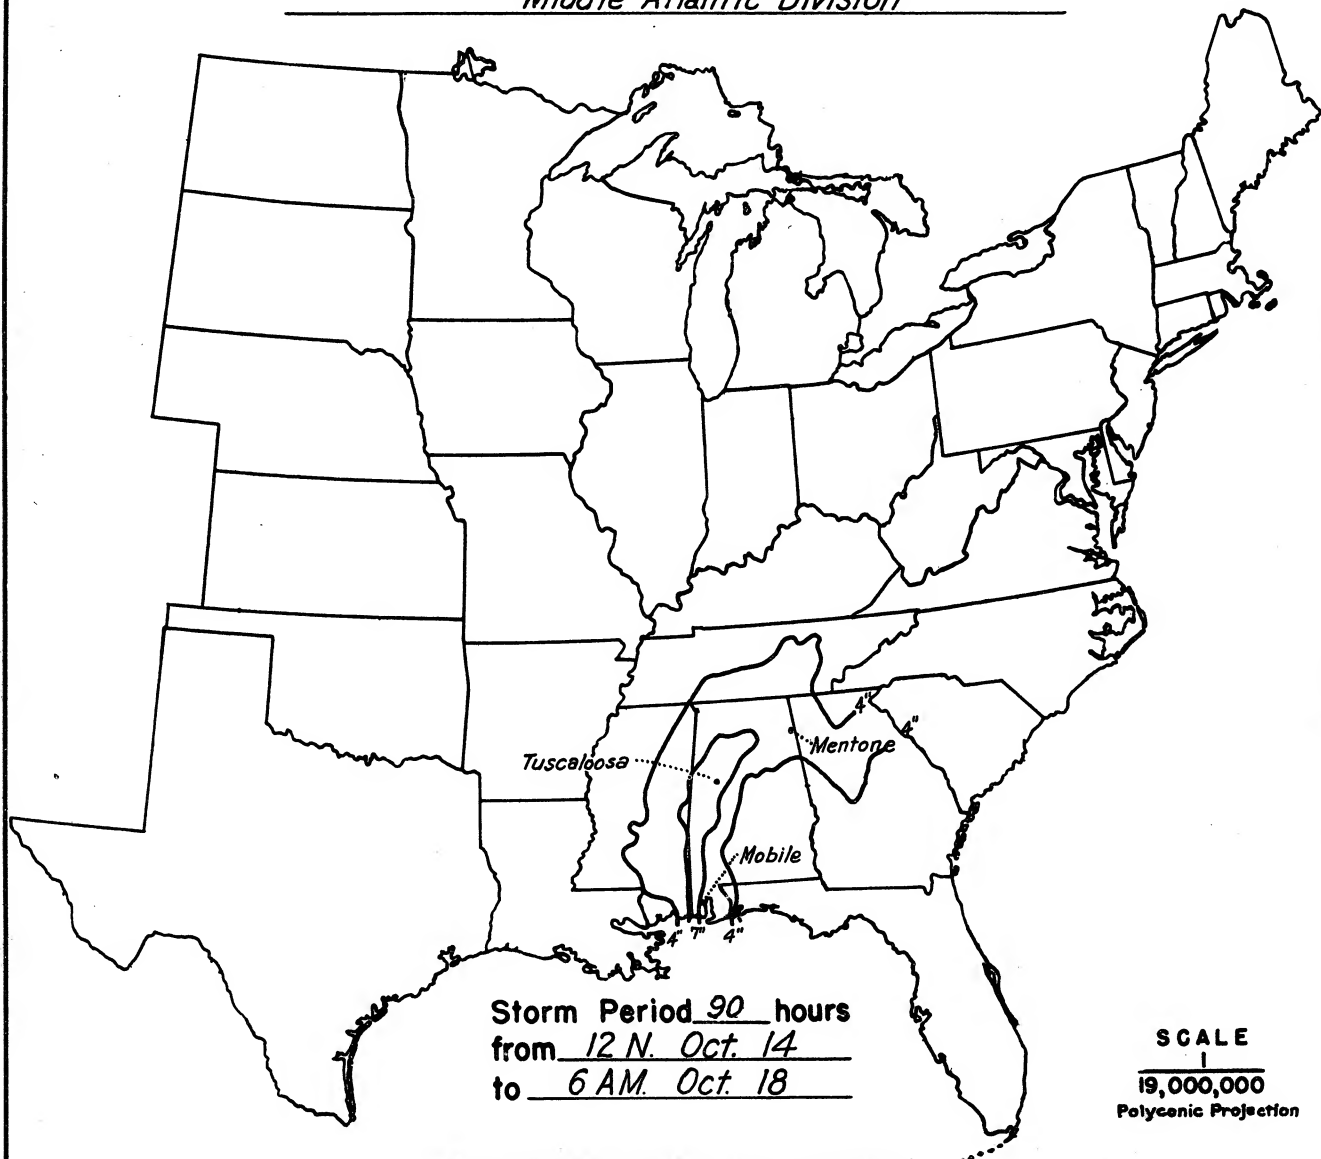 Middle Atlantic Division
4"
4"
Mentone
Tuscaloosa
Mobile
4" 7" 4"
Storm Period 90 hours
from 12 N. Oct. 14
to 6 AM. Oct. 18
SCALE
1
19,000,000
Polyconic Projection